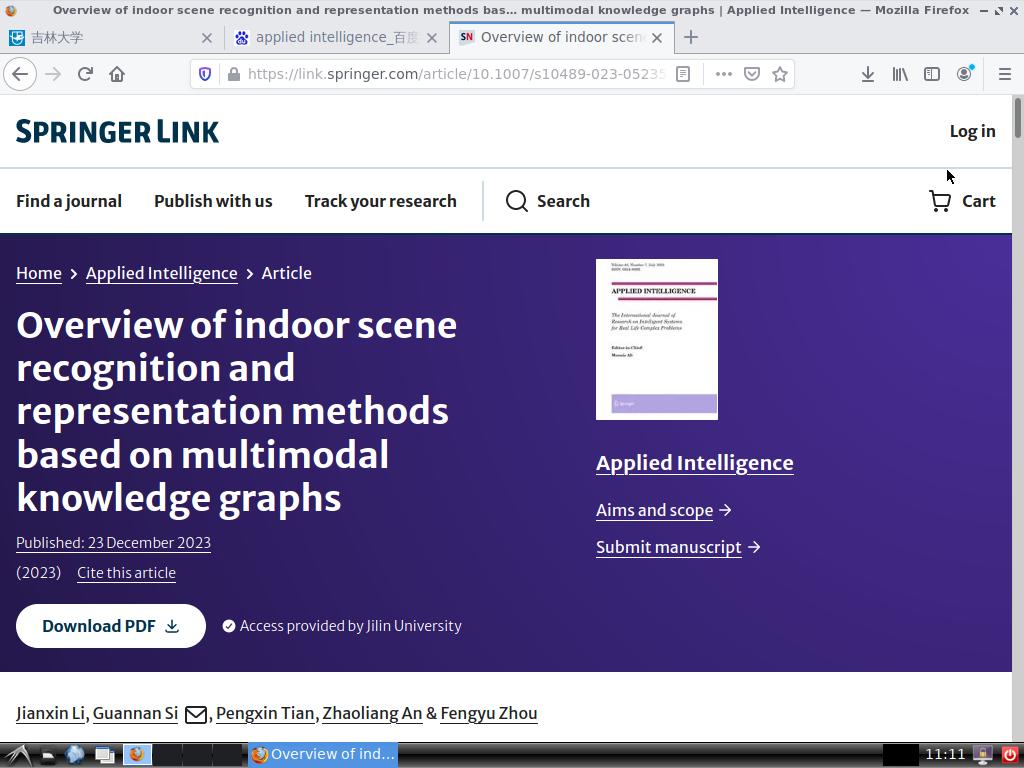 Overview of indoor scene recognition and representation methods bas… multimodal knowledge graphs | Applied Intelligence — Mozilla Firefox
吉林大学
applied intelligence_百度
Overview of indoor scen
https://link.springer.com/article/10.1007/s10489-023-05235
SPRINGER LINK
Log in
Find a journal
Publish with us
Track your research
Search
Cart
Home > Applied Intelligence > Article
Overview of indoor scene
recognition and
representation methods
based on multimodal
knowledge graphs
Published: 23 December 2023
(2023) Cite this article
Download PDF
Access provided by Jilin University
APPLIED INTELLIGENCE
The International Journal of
Research on Intelligent Systems
for Real Life Complex Problems
Editor-in-Chief
Moonis Ali
Springer
Applied Intelligence
Aims and scope →
Submit manuscript →
Jianxin Li, Guannan Si , Pengxin Tian, Zhaoliang An & Fengyu Zhou
Overview of ind...
11:11